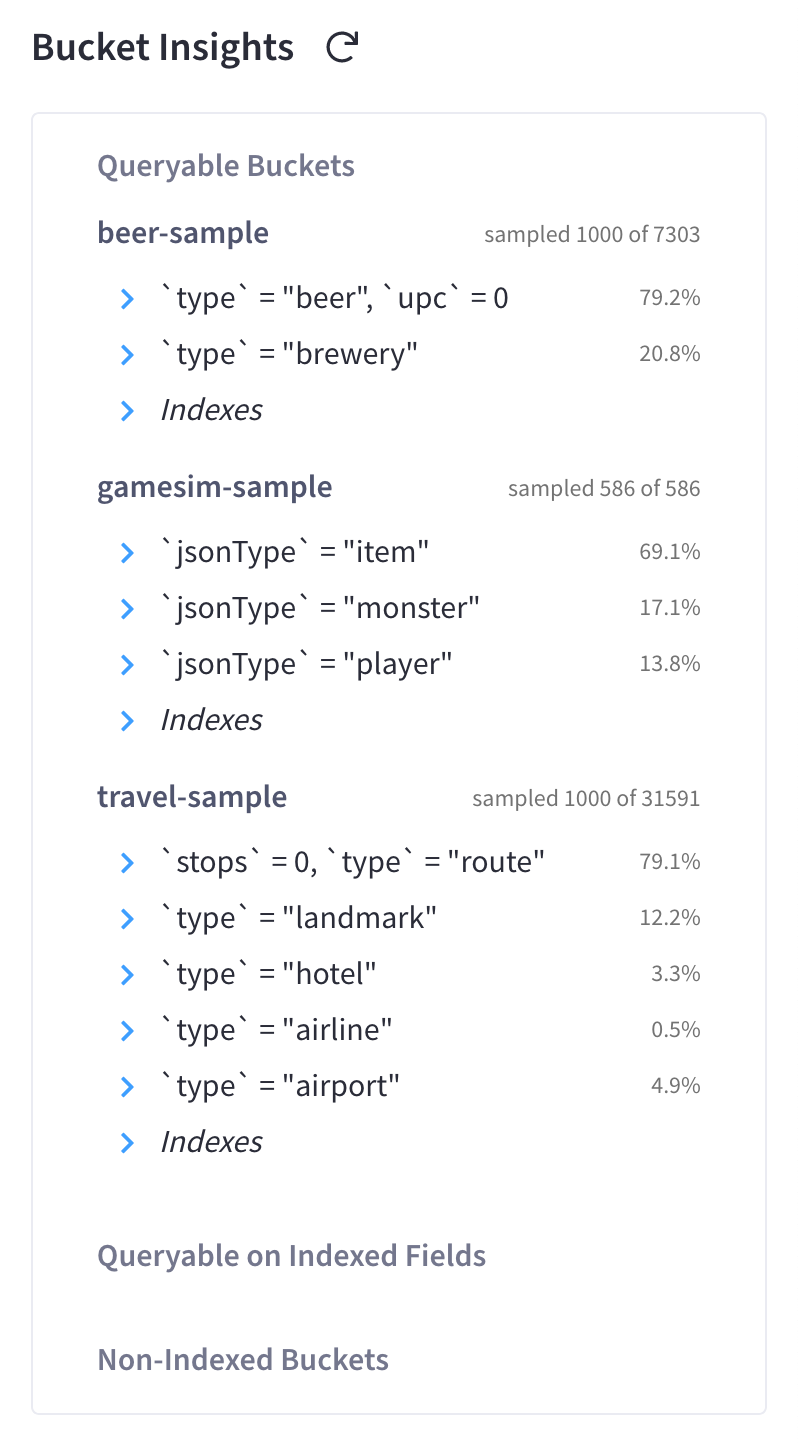 Bucket Insights
Queryable Buckets
beer-sample sampled 1000 of 7303
`type` = "beer", `upc` = 0 79.2%
`type` = "brewery" 20.8%
Indexes
gamesim-sample sampled 586 of 586
`jsonType` = "item" 69.1%
`jsonType` = "monster" 17.1%
`jsonType` = "player" 13.8%
Indexes
travel-sample sampled 1000 of 31591
`stops` = 0, `type` = "route" 79.1%
`type` = "landmark" 12.2%
`type` = "hotel" 3.3%
`type` = "airline" 0.5%
`type` = "airport" 4.9%
Indexes
Queryable on Indexed Fields
Non-Indexed Buckets